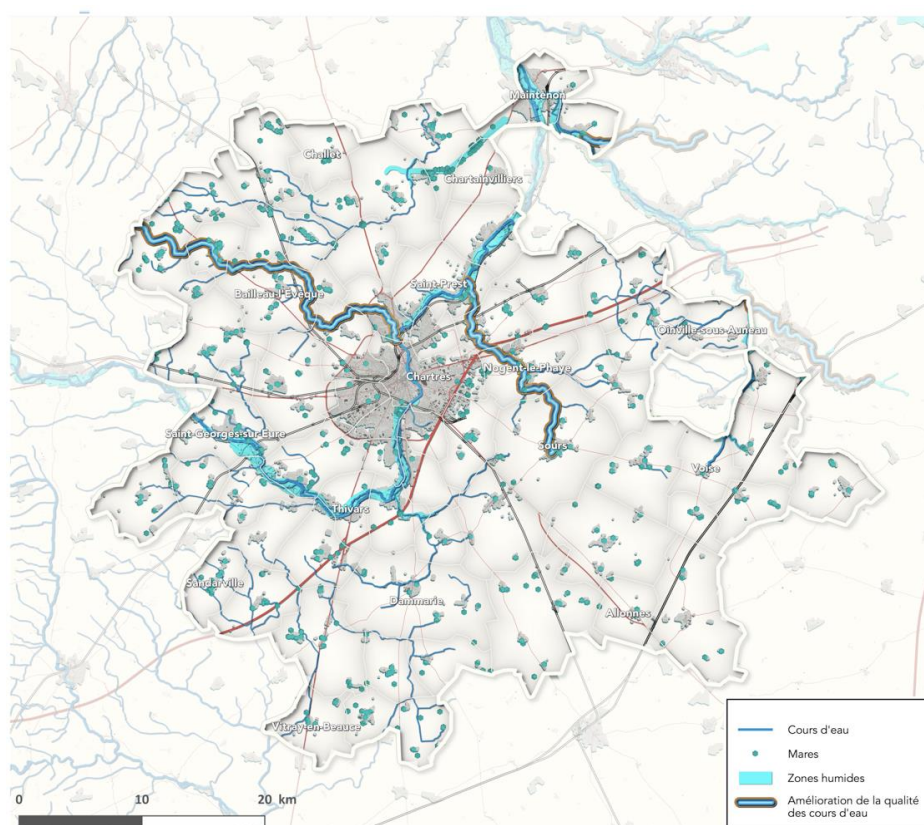 Maintenon
Challet
Chartainvilliers
Saint-Prest
Bailleau-l'Evêque
Oinville-sous-Auneau
Nogent-le-Phaye
Chartres
Saint-Georges-sur-Eure
Sours
Voise
Thivars
Sandarville
Dammarie
Allonnes
Vitray-en-Beauce
Cours d'eau
Mares
Zones humides
Amélioration de la qualité
des cours d'eau
0 10 20 km